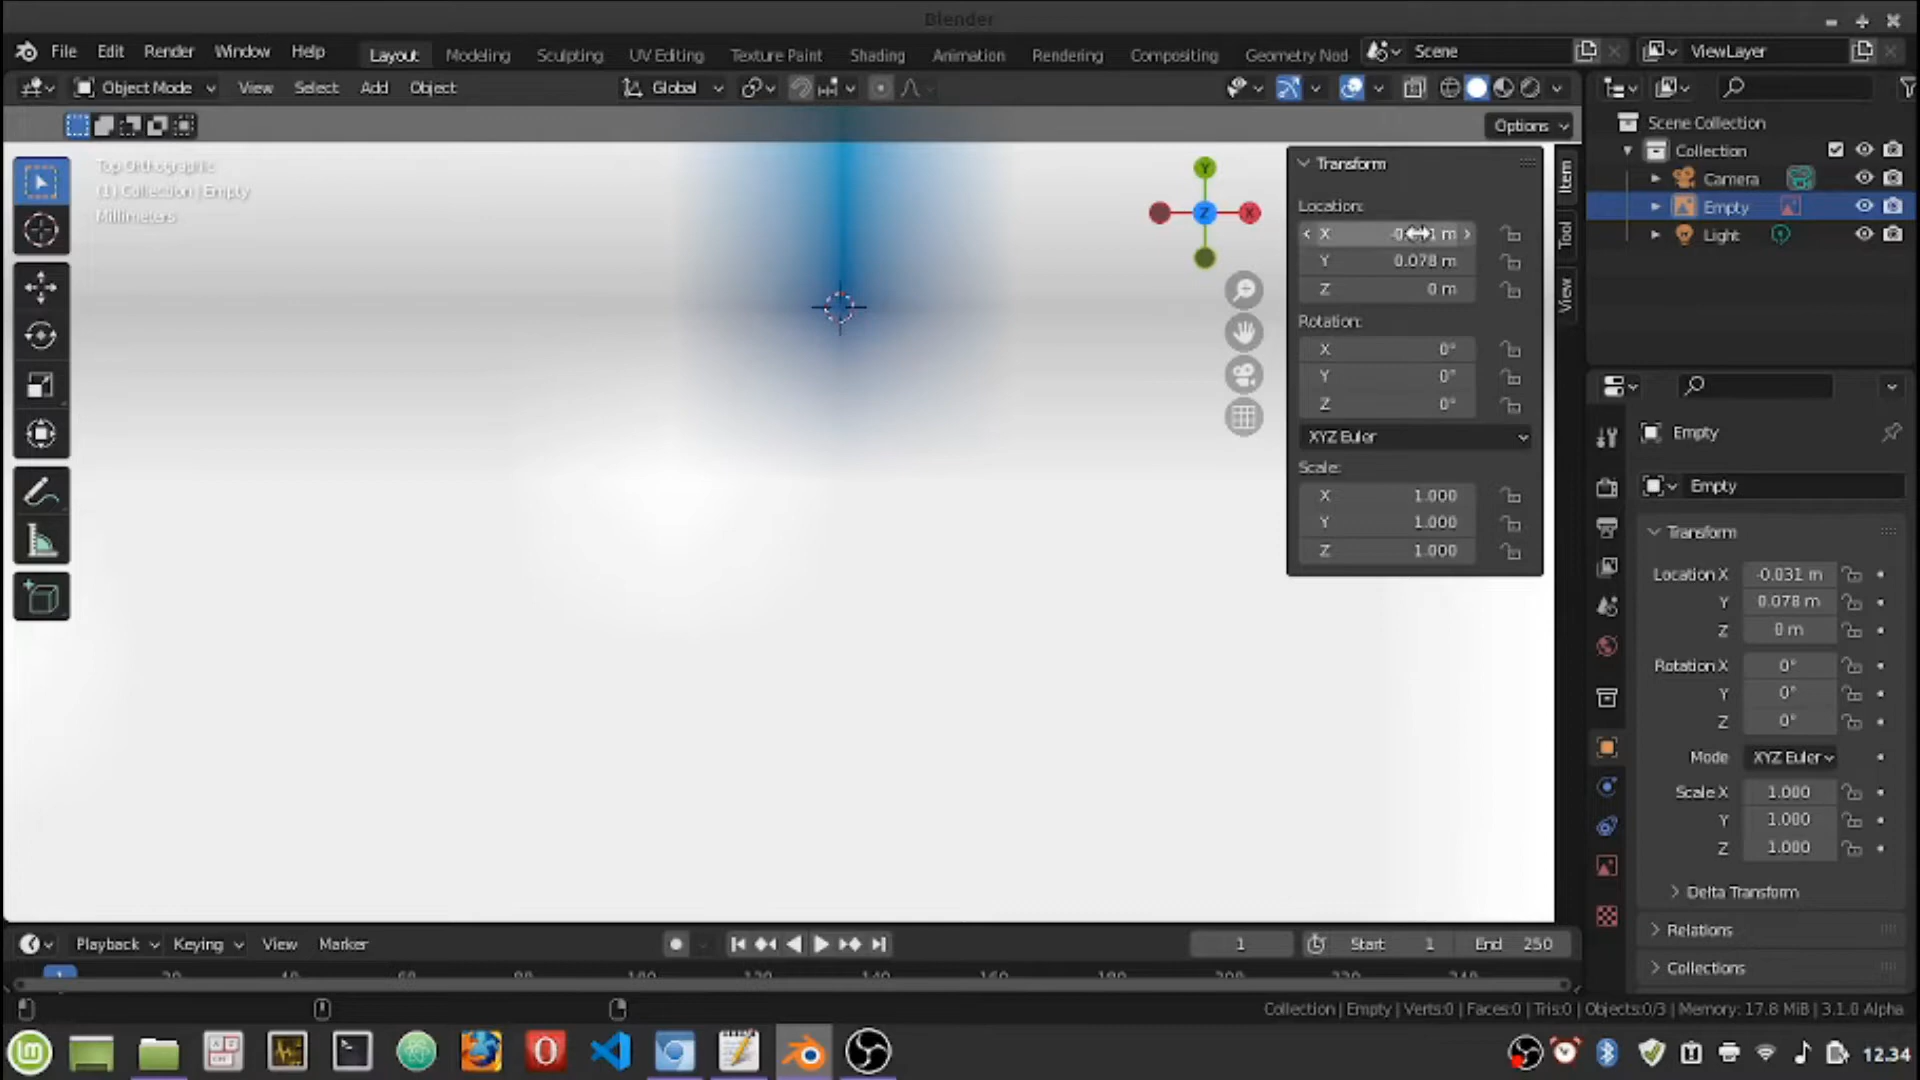 Blender
File Edit Render Window Help Layout Modeling Sculpting UV Editing Texture Paint Shading Animation Rendering Compositing Geometry Nod Scene ViewLayer
Object Mode View Select Add Object Global
Options
Top Orthographic
(1) Collection | Empty
Millimeters
Y
Z
X
Transform
Location:
X
Y 0.078 m
Z 0 m
Rotation:
X 0°
Y 0°
Z 0°
XYZ Euler
Scale:
X 1.000
Y 1.000
Z 1.000
Item
Tool
View
Scene Collection
Collection
Camera
Empty
Light
Empty
Empty
Transform
Location X -0.031 m
Y 0.078 m
Z 0 m
Rotation X 0°
Y 0°
Z 0°
Mode XYZ Euler
Scale X 1.000
Y 1.000
Z 1.000
Delta Transform
Relations
Collections
Playback Keying View Marker 1 Start 1 End 250
1
Collection | Empty | Verts:0 | Faces:0 | Tris:0 | Objects:0/3 | Memory: 17.8 MiB | 3.1.0 Alpha
12.34